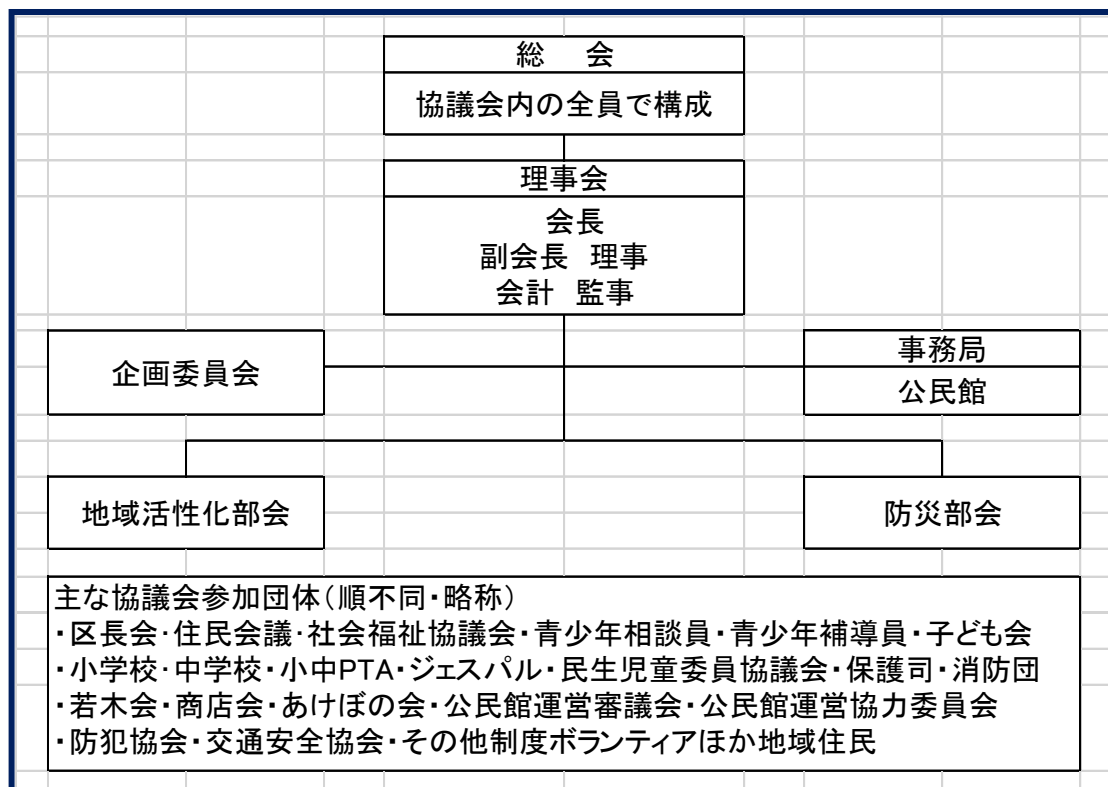 総　会
協議会内の全員で構成
理事会
会長
副会長　理事
会計　監事
企画委員会
事務局
公民館
地域活性化部会
防災部会
主な協議会参加団体（順不同・略称）
・区長会・住民会議・社会福祉協議会・青少年相談員・青少年補導員・子ども会
・小学校・中学校・小中PTA・ジェスパル・民生児童委員協議会・保護司・消防団
・若木会・商店会・あけぼの会・公民館運営審議会・公民館運営協力委員会
・防犯協会・交通安全協会・その他制度ボランティアほか地域住民